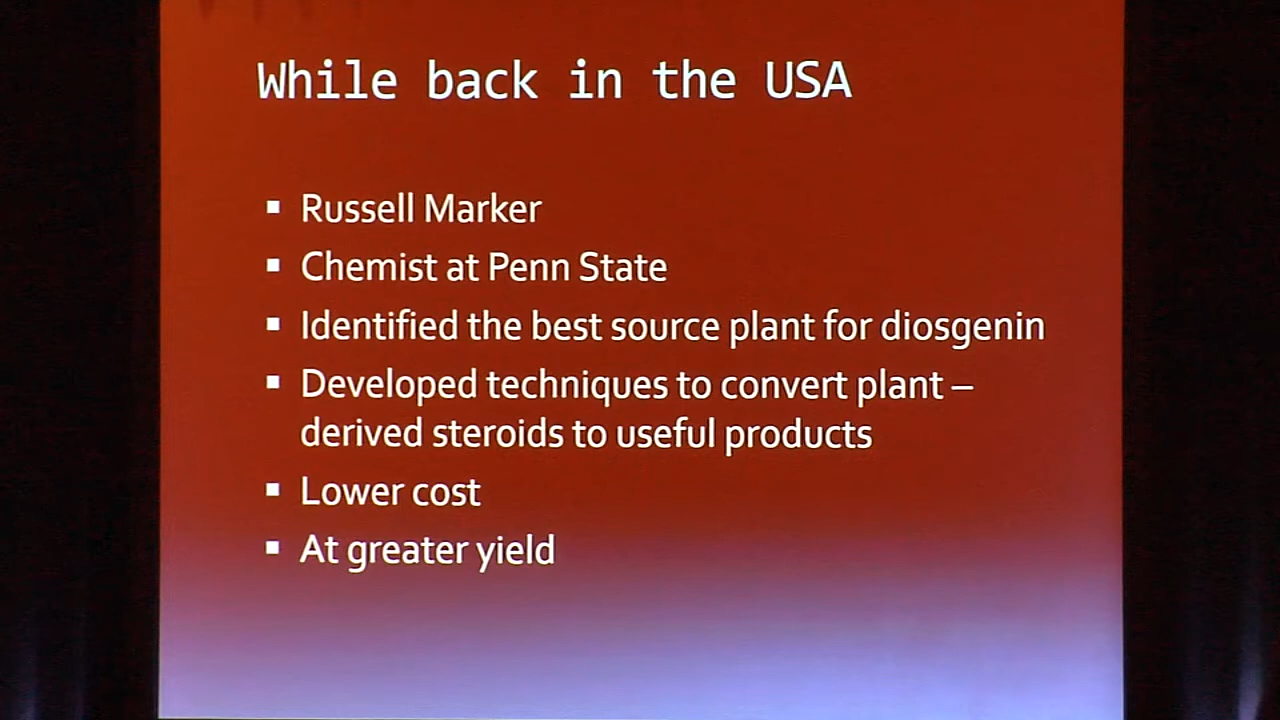 While back in the USA
▪ Russell Marker
▪ Chemist at Penn State
▪ Identified the best source plant for diosgenin
▪ Developed techniques to convert plant –
derived steroids to useful products
▪ Lower cost
▪ At greater yield